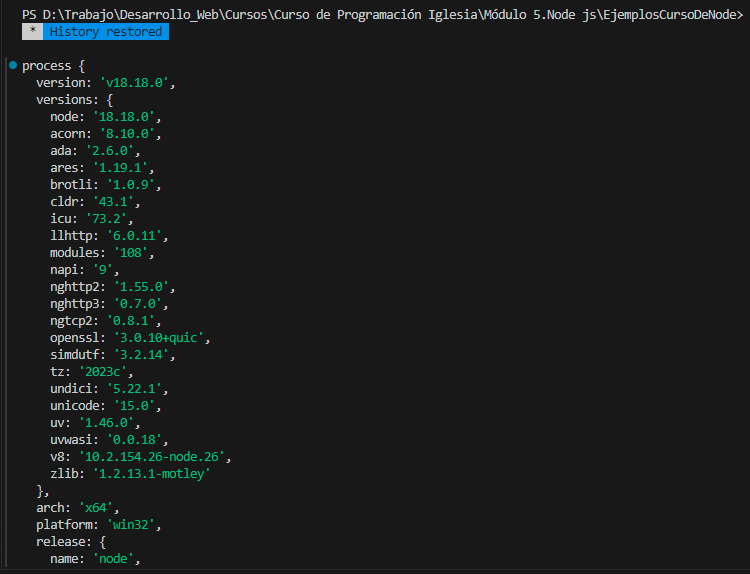 PS D:\Trabajo\Desarrollo_Web\Cursos\Curso de Programación Iglesia\Módulo 5.Node js\EjemplosCursoDeNode>
* History restored
process {
version: 'v18.18.0',
versions: {
node: '18.18.0',
acorn: '8.10.0',
ada: '2.6.0',
ares: '1.19.1',
brotli: '1.0.9',
cldr: '43.1',
icu: '73.2',
llhttp: '6.0.11',
modules: '108',
napi: '9',
nghttp2: '1.55.0',
nghttp3: '0.7.0',
ngtcp2: '0.8.1',
openssl: '3.0.10+quic',
simdutf: '3.2.14',
tz: '2023c',
undici: '5.22.1',
unicode: '15.0',
uv: '1.46.0',
uvwasi: '0.0.18',
v8: '10.2.154.26-node.26',
zlib: '1.2.13.1-motley'
},
arch: 'x64',
platform: 'win32',
release: {
name: 'node',